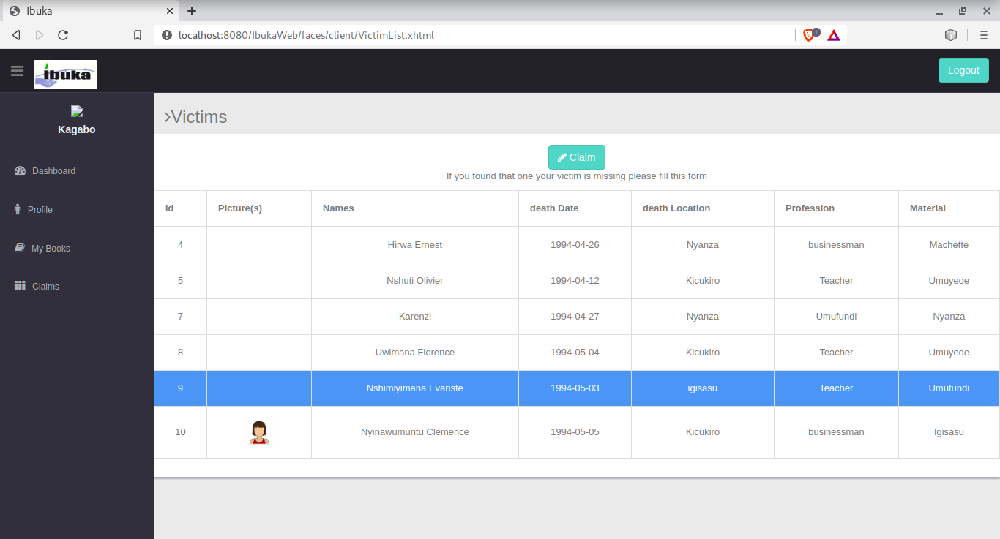 Ibuka
localhost:8080/IbukaWeb/faces/client/VictimList.xhtml
1
Ibuka
Logout
Kagabo
Dashboard
Profile
My Books
Claims
Victims
Claim
If you found that one your victim is missing please fill this form
Id Picture(s) Names death Date death Location Profession Material
4 Hirwa Ernest 1994-04-26 Nyanza businessman Machette
5 Nshuti Olivier 1994-04-12 Kicukiro Teacher Umuyede
7 Karenzi 1994-04-27 Nyanza Umufundi Nyanza
8 Uwimana Florence 1994-05-04 Kicukiro Teacher Umuyede
9 Nshimiyimana Evariste 1994-05-03 igisasu Teacher Umufundi
10 Nyinawumuntu Clemence 1994-05-05 Kicukiro businessman Igisasu